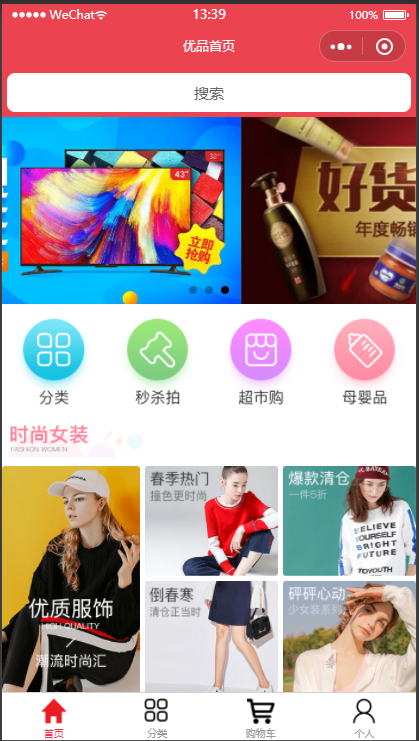 WeChat
13:39
100%
优品首页
搜索
32"
43"
立即
抢购
好货
年度畅销
分类
秒杀拍
超市购
母婴品
时尚女装
FASHION WOMEN
春季热门
撞色更时尚
爆款清仓
一件5折
BELIEVE
YOURSELF
BRIGHT
FUTURE
TOYOUTH
优质服饰
HIGH QUALITY
潮流时尚汇
倒春寒
清仓正当时
砰砰心动
少女装系列
首页
分类
购物车
个人